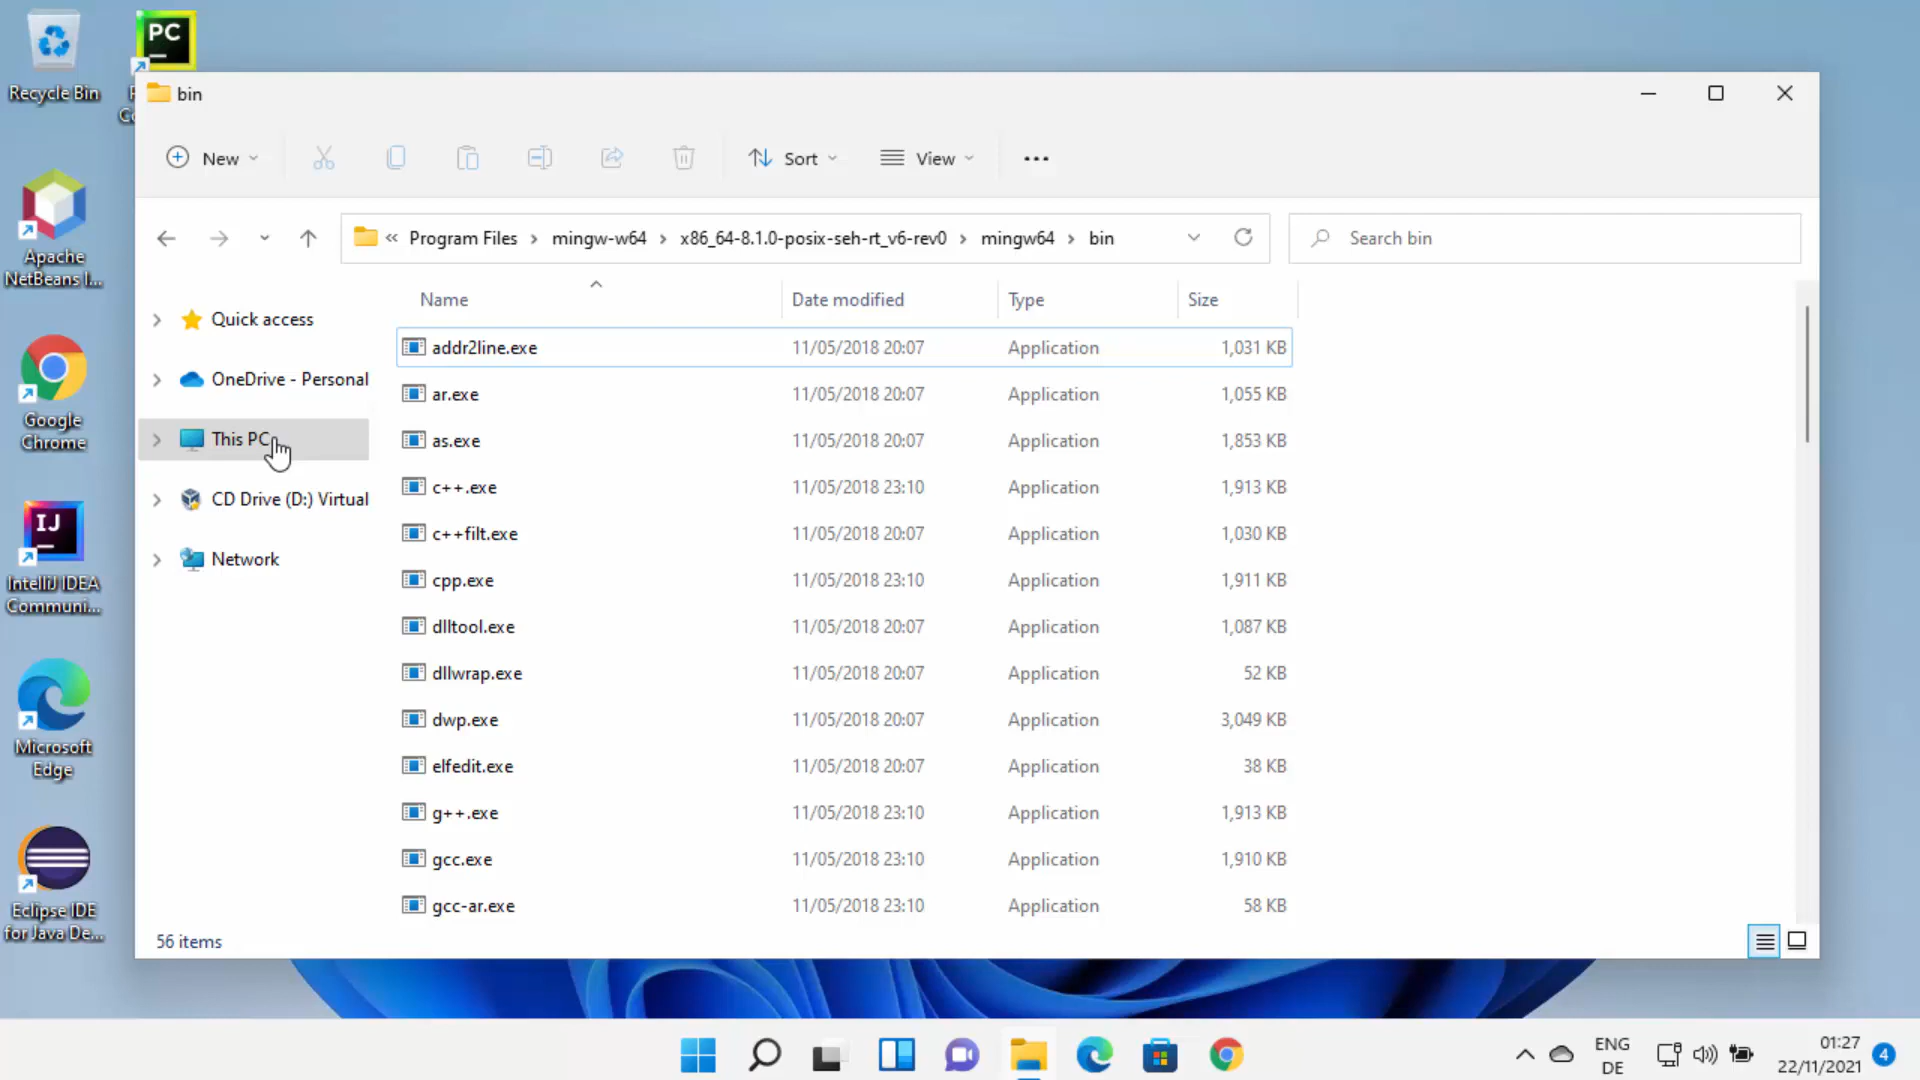 Recycle Bin
PC
Apache
NetBeans I...
Google
Chrome
IJ
IntelliJ IDEA
Communi...
Microsoft
Edge
Eclipse IDE
for Java De...
bin
New
Sort
View
« Program Files > mingw-w64 > x86_64-8.1.0-posix-seh-rt_v6-rev0 > mingw64 > bin
Search bin
Quick access
OneDrive - Personal
This PC
CD Drive (D:) Virtual
Network
Name Date modified Type Size
addr2line.exe 11/05/2018 20:07 Application 1,031 KB
ar.exe 11/05/2018 20:07 Application 1,055 KB
as.exe 11/05/2018 20:07 Application 1,853 KB
c++.exe 11/05/2018 23:10 Application 1,913 KB
c++filt.exe 11/05/2018 20:07 Application 1,030 KB
cpp.exe 11/05/2018 23:10 Application 1,911 KB
dlltool.exe 11/05/2018 20:07 Application 1,087 KB
dllwrap.exe 11/05/2018 20:07 Application 52 KB
dwp.exe 11/05/2018 20:07 Application 3,049 KB
elfedit.exe 11/05/2018 20:07 Application 38 KB
g++.exe 11/05/2018 23:10 Application 1,913 KB
gcc.exe 11/05/2018 23:10 Application 1,910 KB
gcc-ar.exe 11/05/2018 23:10 Application 58 KB
56 items
ENG
DE
01:27
22/11/2021
4